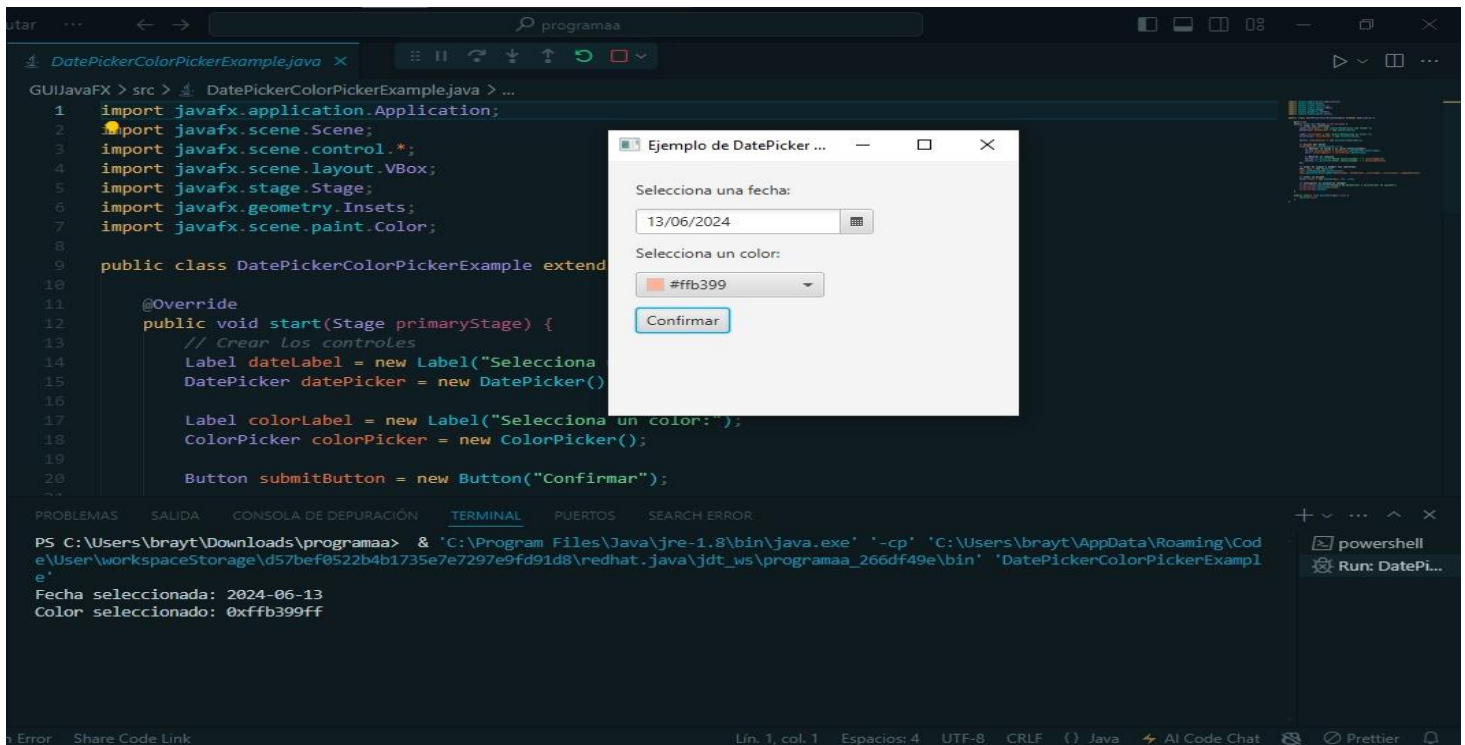 utar ··· programaa
DatePickerColorPickerExample.java
GUIJavaFX > src > DatePickerColorPickerExample.java > ...
1 import javafx.application.Application;
2 import javafx.scene.Scene;
3 import javafx.scene.control.*;
4 import javafx.scene.layout.VBox;
5 import javafx.stage.Stage;
6 import javafx.geometry.Insets;
7 import javafx.scene.paint.Color;
8
9 public class DatePickerColorPickerExample extend
10
11 @Override
12 public void start(Stage primaryStage) {
13 // Crear los controles
14 Label dateLabel = new Label("Selecciona
15 DatePicker datePicker = new DatePicker()
16
17 Label colorLabel = new Label("Selecciona un color:");
18 ColorPicker colorPicker = new ColorPicker();
19
20 Button submitButton = new Button("Confirmar");
21
Ejemplo de DatePicker ...
Selecciona una fecha:
13/06/2024
Selecciona un color:
#ffb399
Confirmar
PROBLEMAS SALIDA CONSOLA DE DEPURACIÓN TERMINAL PUERTOS SEARCH ERROR
PS C:\Users\brayt\Downloads\programaa> & 'C:\Program Files\Java\jre-1.8\bin\java.exe' '-cp' 'C:\Users\brayt\AppData\Roaming\Cod
e\User\workspaceStorage\d57bef0522b4b1735e7e7297e9fd91d8\redhat.java\jdt_ws\programaa_266df49e\bin' 'DatePickerColorPickerExampl
e'
Fecha seleccionada: 2024-06-13
Color seleccionado: 0xffb399ff
powershell
Run: DatePi...
n Error Share Code Link Lín. 1, col. 1 Espacios: 4 UTF-8 CRLF {} Java AI Code Chat Prettier